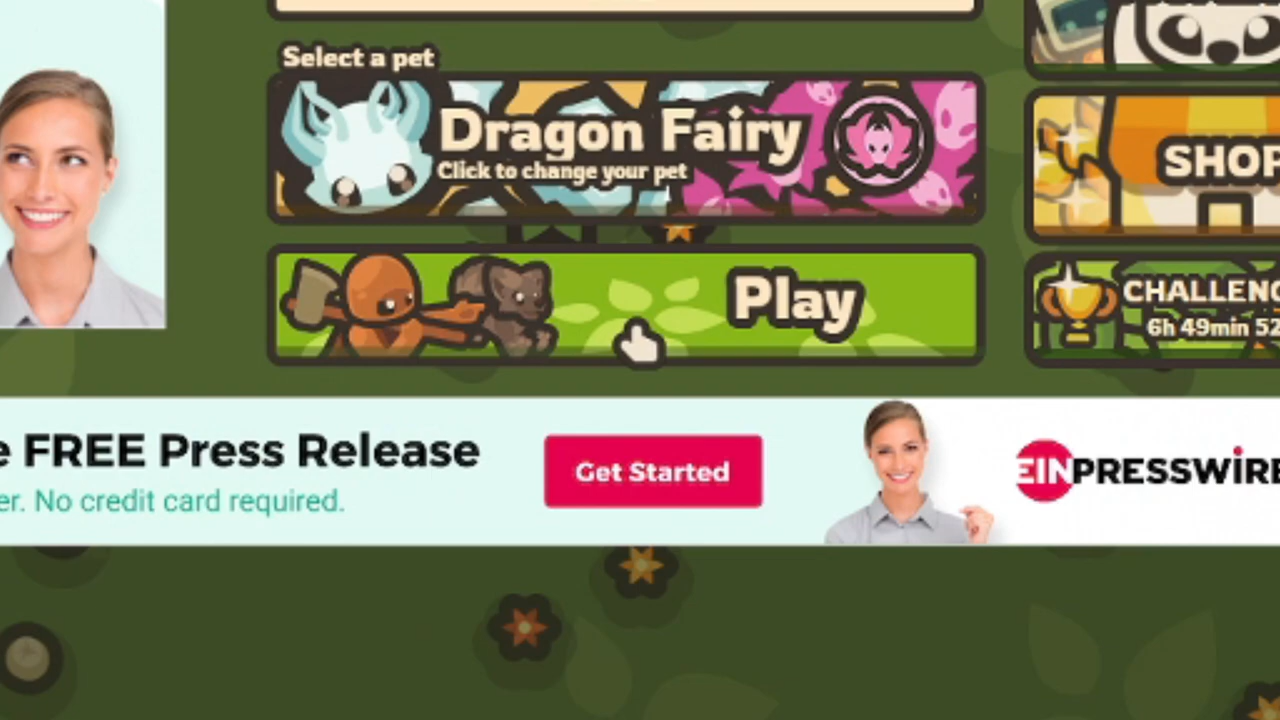 Select a pet
Dragon Fairy
Click to change your pet
SHOP
Play
CHALLENG
6h 49min 52
e FREE Press Release
er. No credit card required.
Get Started
EINPRESSWIRE